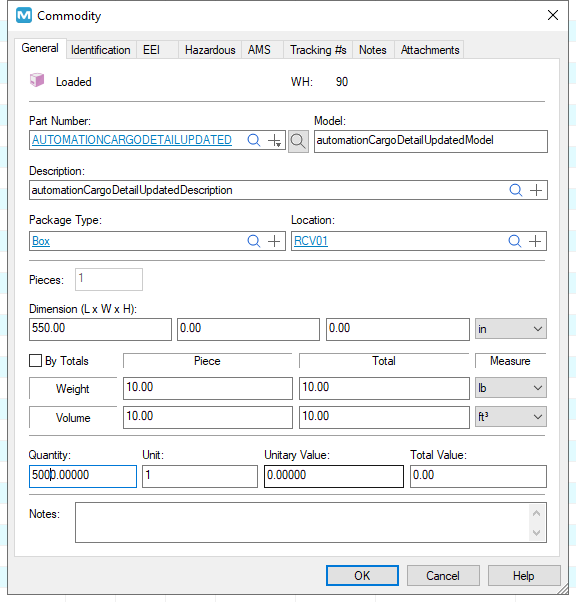 Commodity
General Identification EEI Hazardous AMS Tracking #s Notes Attachments
Loaded WH: 90
Part Number: Model:
AUTOMATIONCARGODETAILUPDATED automationCargoDetailUpdatedModel
Description:
automationCargoDetailUpdatedDescription
Package Type: Location:
Box RCV01
Pieces: 1
Dimension (L x W x H):
550.00 0.00 0.00 in
By Totals Piece Total Measure
Weight 10.00 10.00 lb
Volume 10.00 10.00 ft³
Quantity: Unit: Unitary Value: Total Value:
5000.00000 1 0.00000 0.00
Notes:
OK Cancel Help